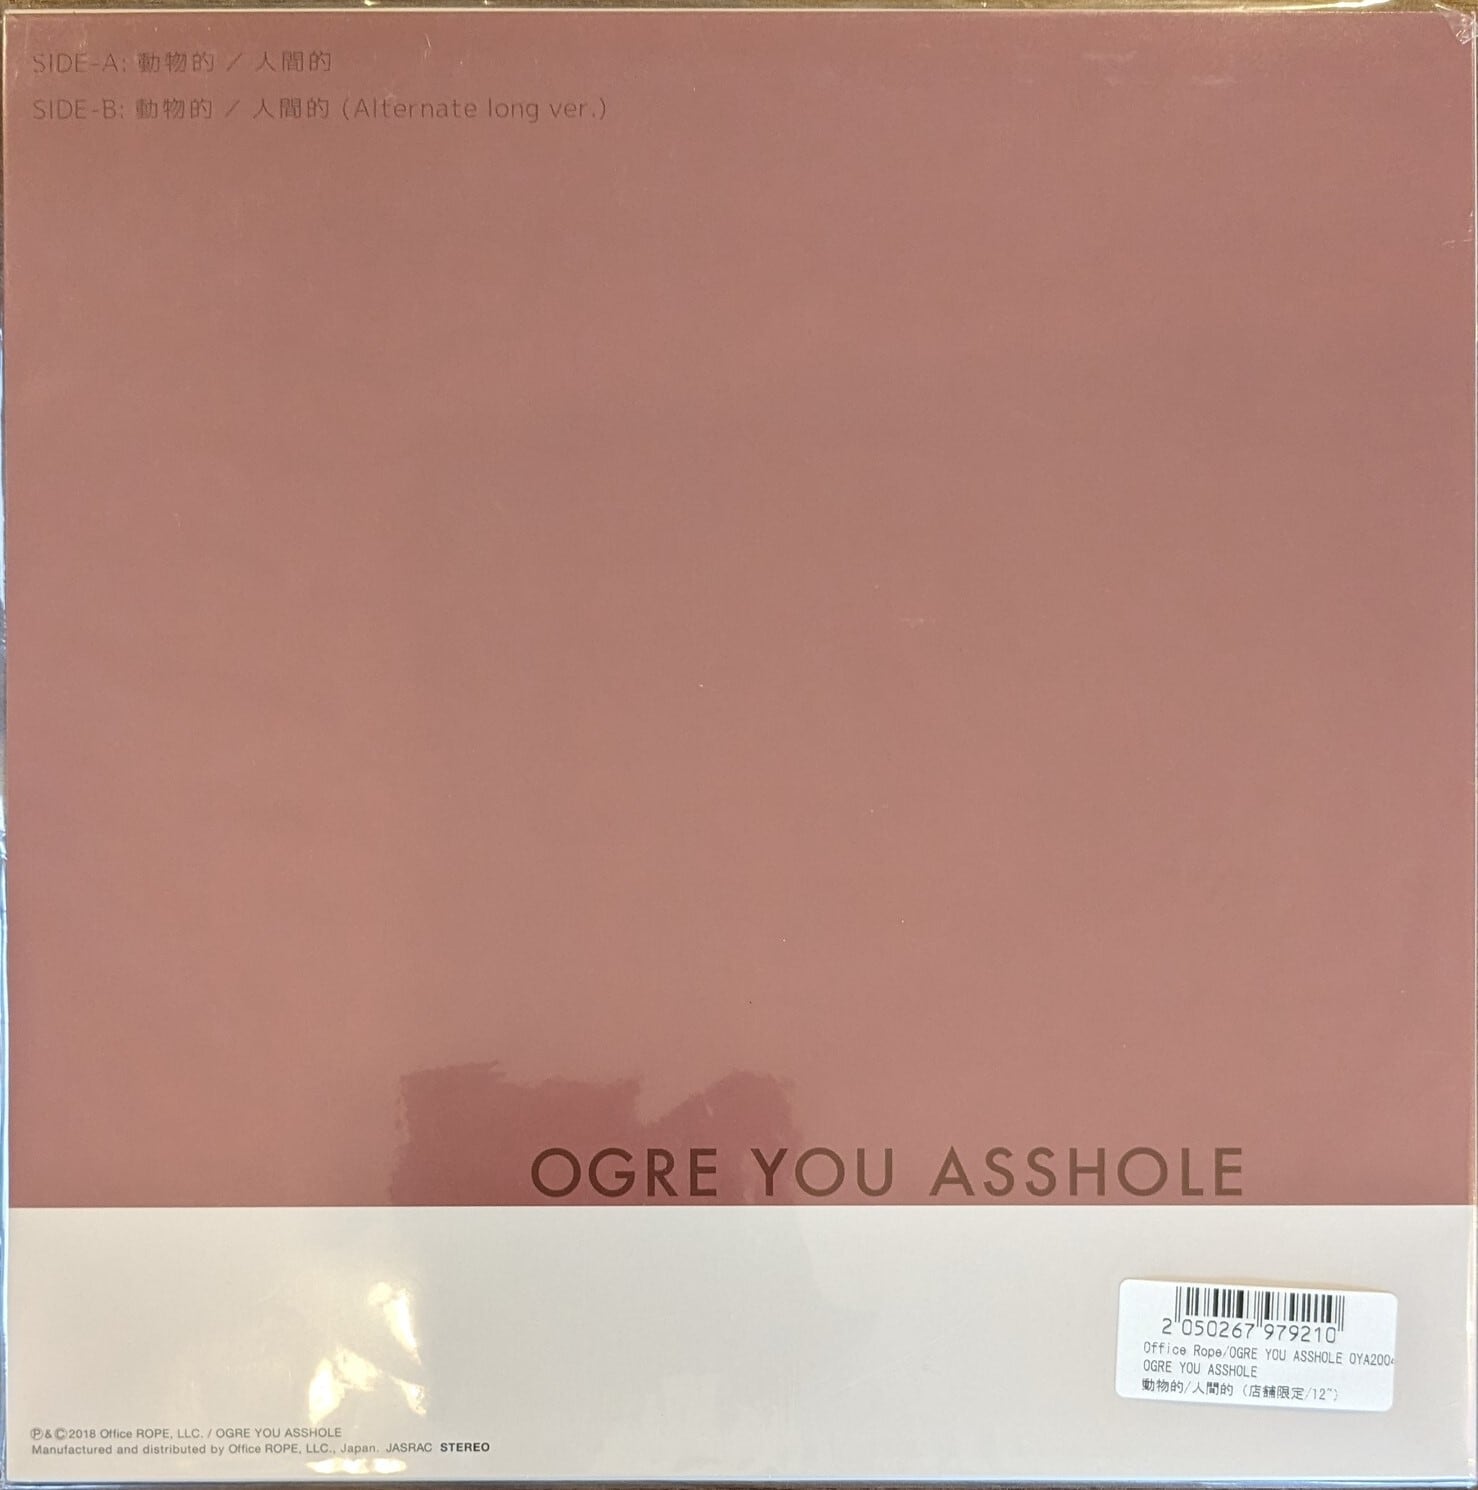 SIDE-A: 動物的 / 人間的
SIDE-B: 動物的 / 人間的 (Alternate long ver.)
OGRE YOU ASSHOLE
2 050267 979210
Office Rope/OGRE YOU ASSHOLE OYA2004
OGRE YOU ASSHOLE
動物的/人間的 (店舗限定/12")
Ⓟ&Ⓒ2018 Office ROPE, LLC. / OGRE YOU ASSHOLE
Manufactured and distributed by Office ROPE, LLC., Japan. JASRAC STEREO